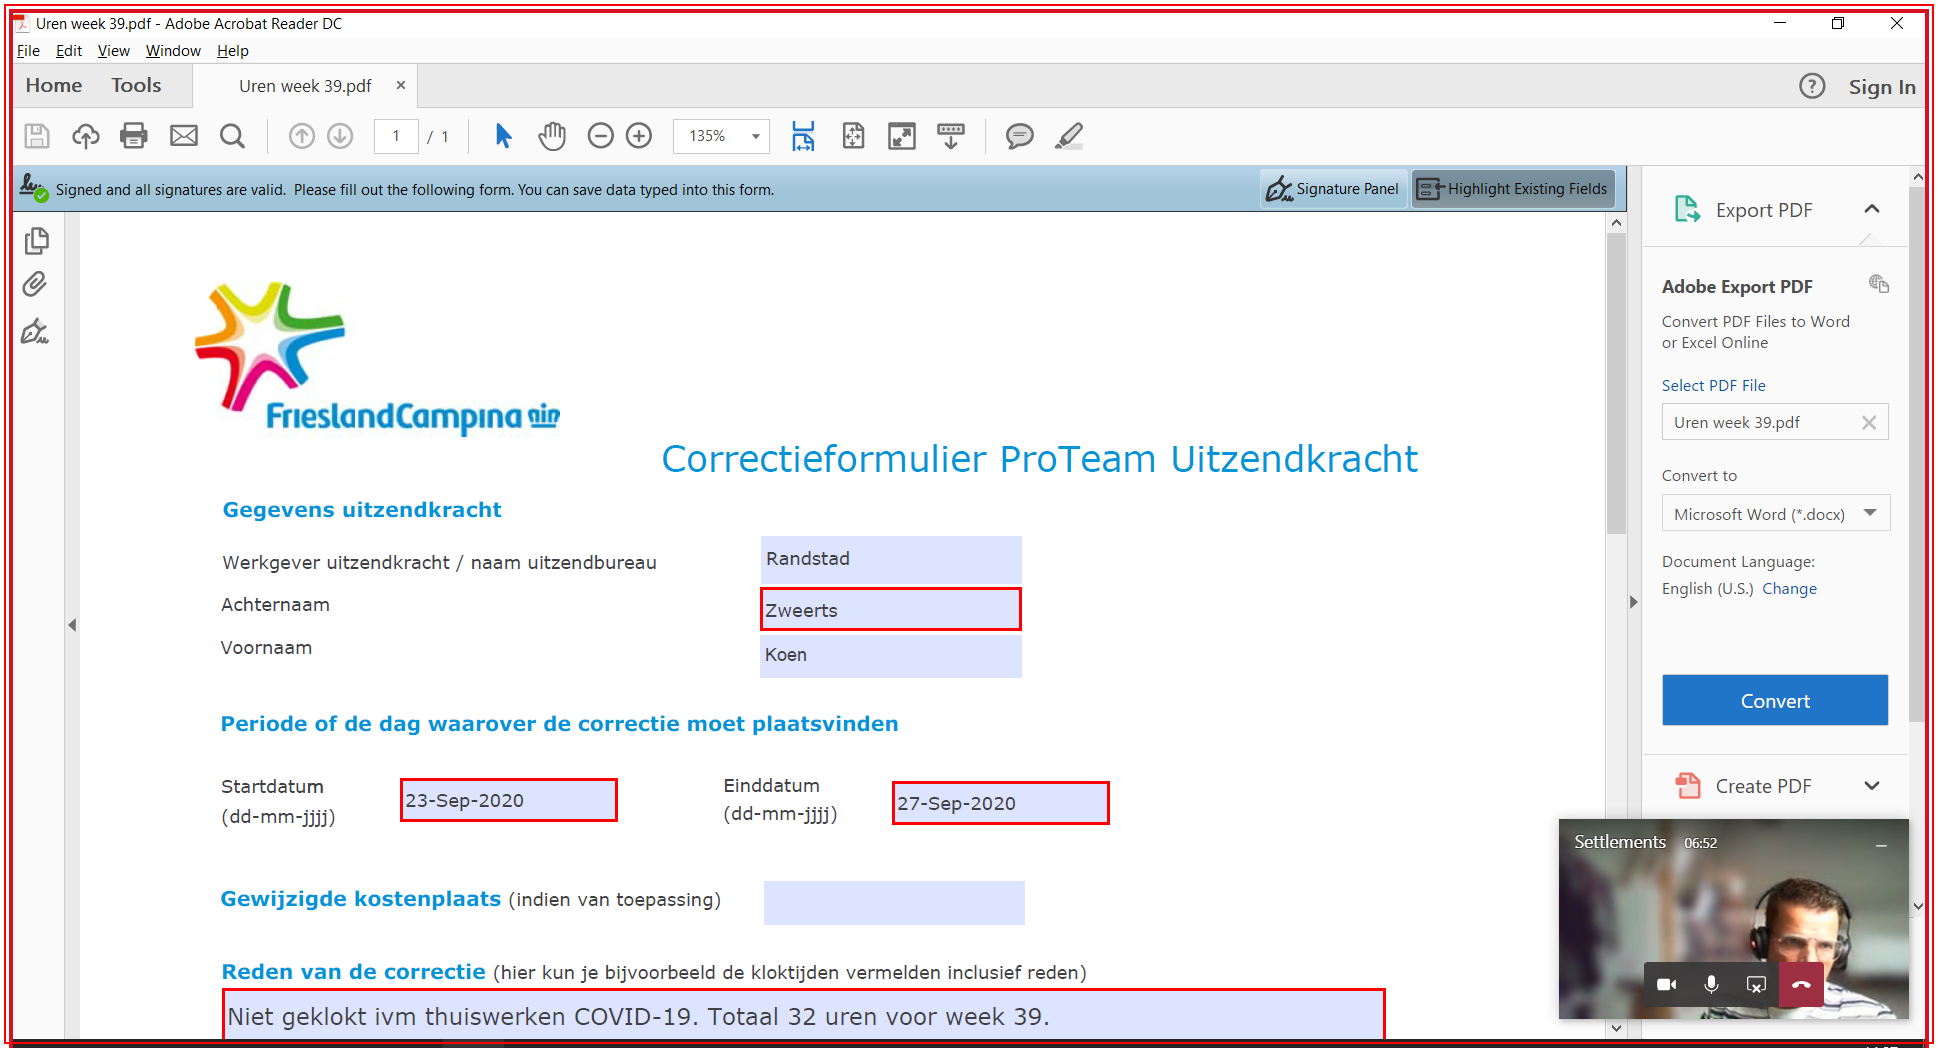 Uren week 39.pdf - Adobe Acrobat Reader DC
File Edit View Window Help
Home Tools Uren week 39.pdf × ? Sign In
1 / 1 135%
Signed and all signatures are valid. Please fill out the following form. You can save data typed into this form. Signature Panel Highlight Existing Fields
FrieslandCampina
Correctieformulier ProTeam Uitzendkracht
Gegevens uitzendkracht
Werkgever uitzendkracht / naam uitzendbureau Randstad
Achternaam Zweerts
Voornaam Koen
Periode of de dag waarover de correctie moet plaatsvinden
Startdatum
(dd-mm-jjjj)
23-Sep-2020
Einddatum
(dd-mm-jjjj)
27-Sep-2020
Gewijzigde kostenplaats (indien van toepassing)
Reden van de correctie (hier kun je bijvoorbeeld de kloktijden vermelden inclusief reden)
Niet geklokt ivm thuiswerken COVID-19. Totaal 32 uren voor week 39.
Export PDF
Adobe Export PDF
Convert PDF Files to Word
or Excel Online
Select PDF File
Uren week 39.pdf
Convert to
Microsoft Word (*.docx)
Document Language:
English (U.S.) Change
Convert
Create PDF
Settlements 06:52